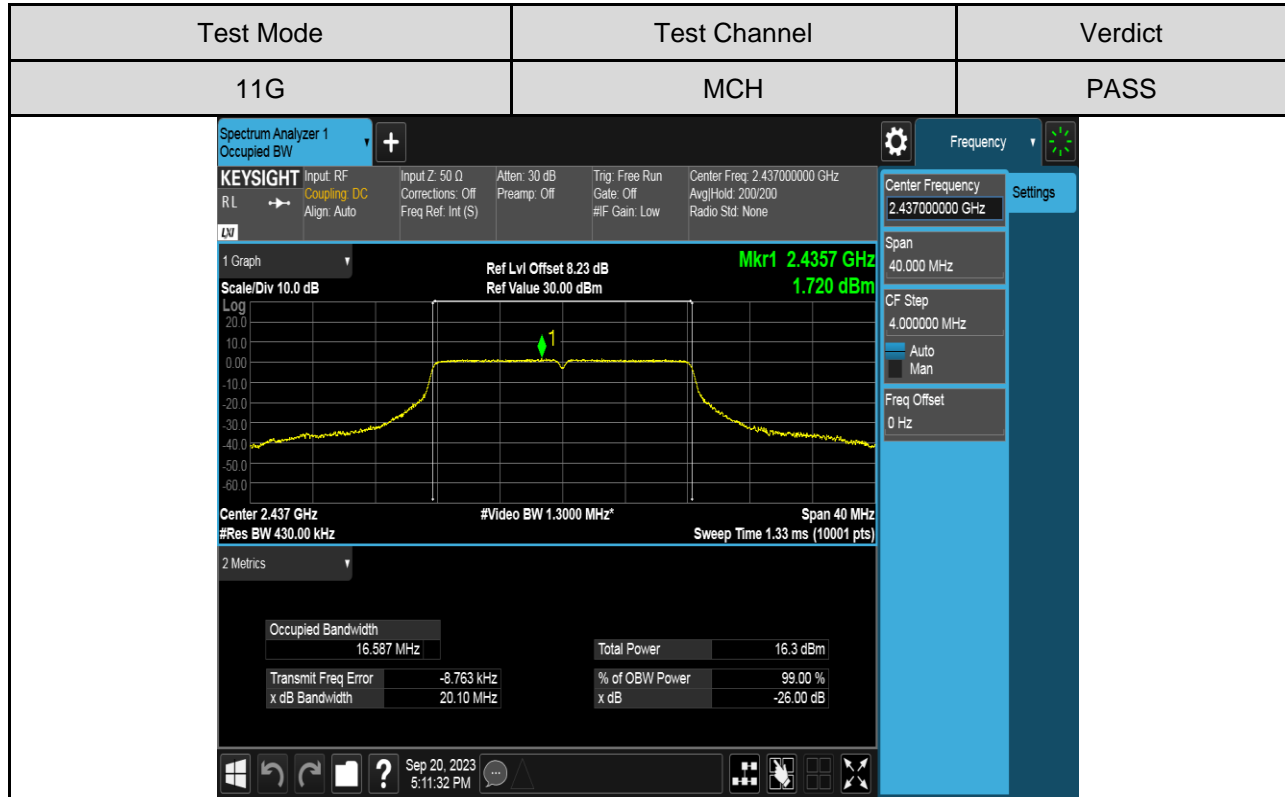 Test Mode Test Channel Verdict
11G MCH PASS
Spectrum Analyzer 1
Occupied BW
+
Frequency
KEYSIGHT Input: RF Input Z: 50 Ω Atten: 30 dB Trig: Free Run Center Freq: 2.437000000 GHz
RL Coupling: DC Corrections: Off Preamp: Off Gate: Off Avg|Hold: 200/200
Align: Auto Freq Ref: Int (S) #IF Gain: Low Radio Std: None
LXI
Center Frequency
2.437000000 GHz
Settings
Span
40.000 MHz
CF Step
4.000000 MHz
Auto
Man
Freq Offset
0 Hz
1 Graph
Ref Lvl Offset 8.23 dB Mkr1 2.4357 GHz
Scale/Div 10.0 dB Ref Value 30.00 dBm 1.720 dBm
Log
20.0
10.0
1
0.00
-10.0
-20.0
-30.0
-40.0
-50.0
-60.0
Center 2.437 GHz #Video BW 1.3000 MHz* Span 40 MHz
#Res BW 430.00 kHz Sweep Time 1.33 ms (10001 pts)
2 Metrics
Occupied Bandwidth
16.587 MHz Total Power 16.3 dBm
Transmit Freq Error -8.763 kHz % of OBW Power 99.00 %
x dB Bandwidth 20.10 MHz x dB -26.00 dB
? Sep 20, 2023
5:11:32 PM